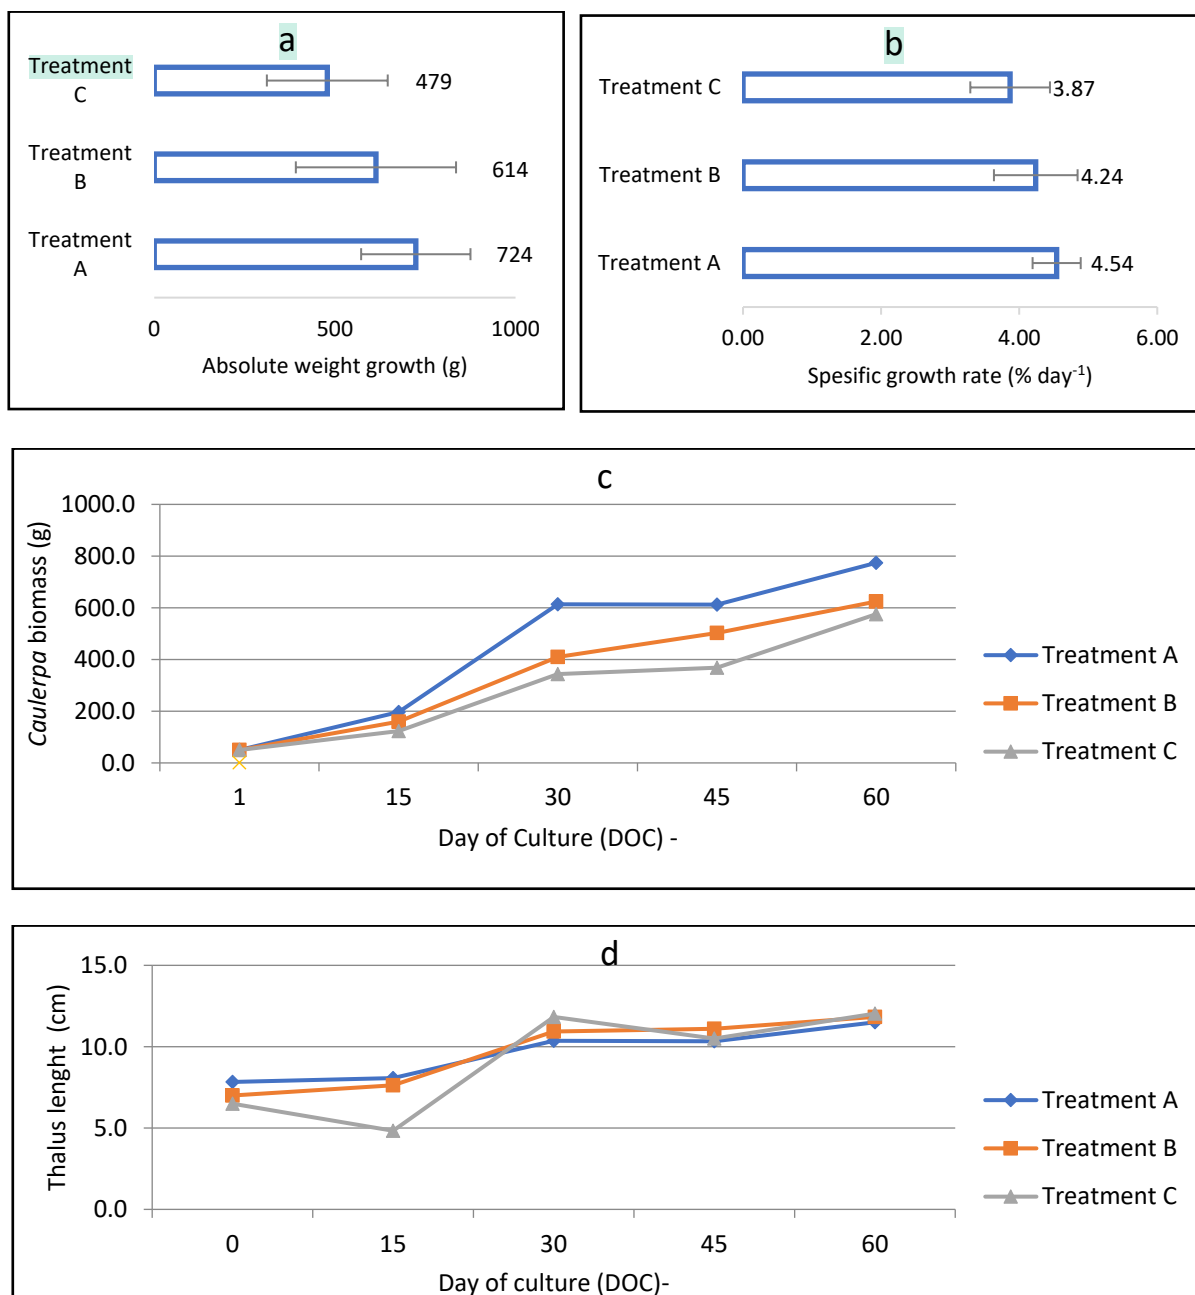 a
Treatment
C
479
Treatment
B
614
Treatment
A
724
0 500 1000
Absolute weight growth (g)
b
Treatment C
3.87
Treatment B
4.24
Treatment A
4.54
0.00 2.00 4.00 6.00
Spesific growth rate (% day⁻¹)
c
Caulerpa biomass (g)
1000.0
800.0
600.0
400.0
200.0
0.0
1 15 30 45 60
Day of Culture (DOC) -
Treatment A
Treatment B
Treatment C
d
Thalus lenght (cm)
15.0
10.0
5.0
0.0
0 15 30 45 60
Day of culture (DOC)-
Treatment A
Treatment B
Treatment C